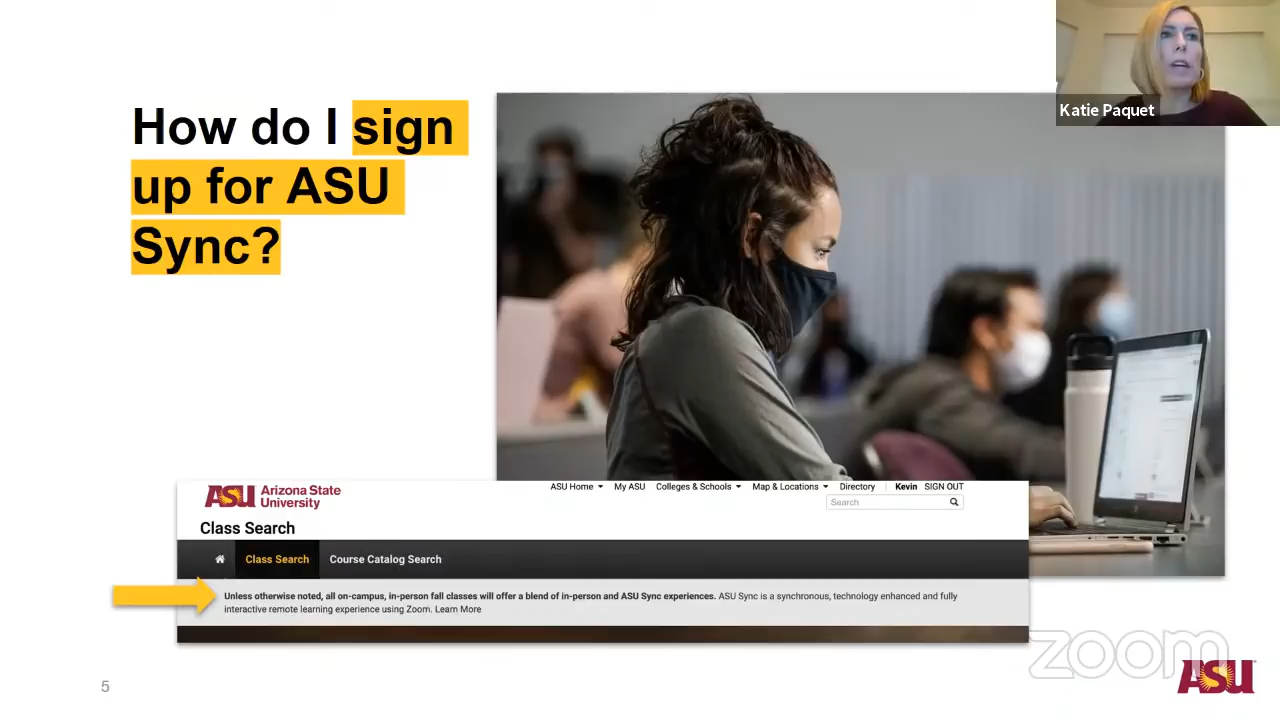 Katie Paquet
How do I sign
up for ASU
Sync?
ASU Arizona State
University
ASU Home My ASU Colleges & Schools Map & Locations Directory Kevin SIGN OUT
Search
Class Search
Class Search Course Catalog Search
Unless otherwise noted, all on-campus, in-person fall classes will offer a blend of in-person and ASU Sync experiences. ASU Sync is a synchronous, technology enhanced and fully
interactive remote learning experience using Zoom. Learn More
zoom
ASU
5